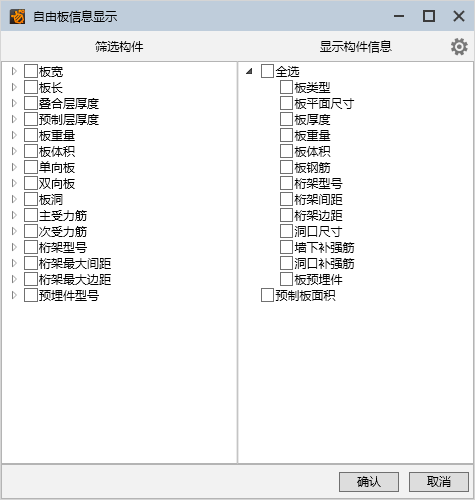 自由板信息显示
筛选构件
显示构件信息
板宽
板长
叠合层厚度
预制层厚度
板重量
板体积
单向板
双向板
板洞
主受力筋
次受力筋
桁架型号
桁架最大间距
桁架最大边距
预埋件型号
全选
板类型
板平面尺寸
板厚度
板重量
板体积
板钢筋
桁架型号
桁架间距
桁架边距
洞口尺寸
墙下补强筋
洞口补强筋
板预埋件
预制板面积
确认
取消